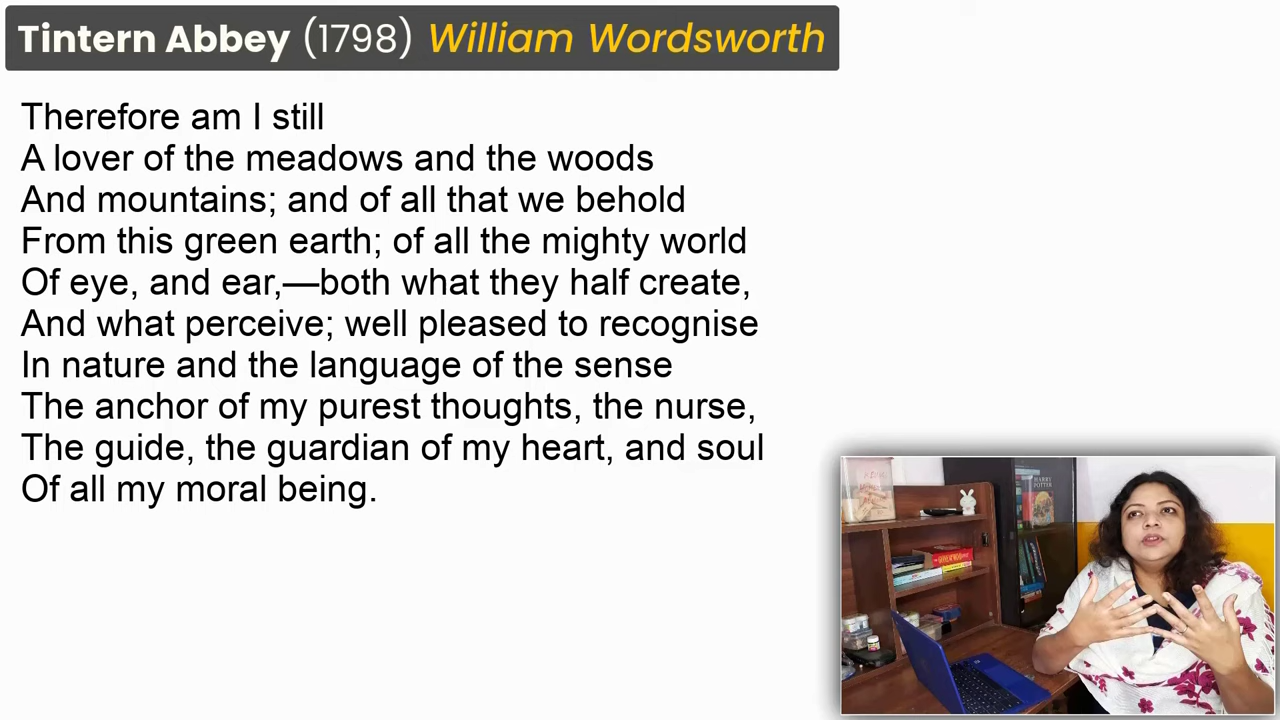 Tintern Abbey (1798) William Wordsworth
Therefore am I still
A lover of the meadows and the woods
And mountains; and of all that we behold
From this green earth; of all the mighty world
Of eye, and ear,—both what they half create,
And what perceive; well pleased to recognise
In nature and the language of the sense
The anchor of my purest thoughts, the nurse,
The guide, the guardian of my heart, and soul
Of all my moral being.
HARRY
POTTER